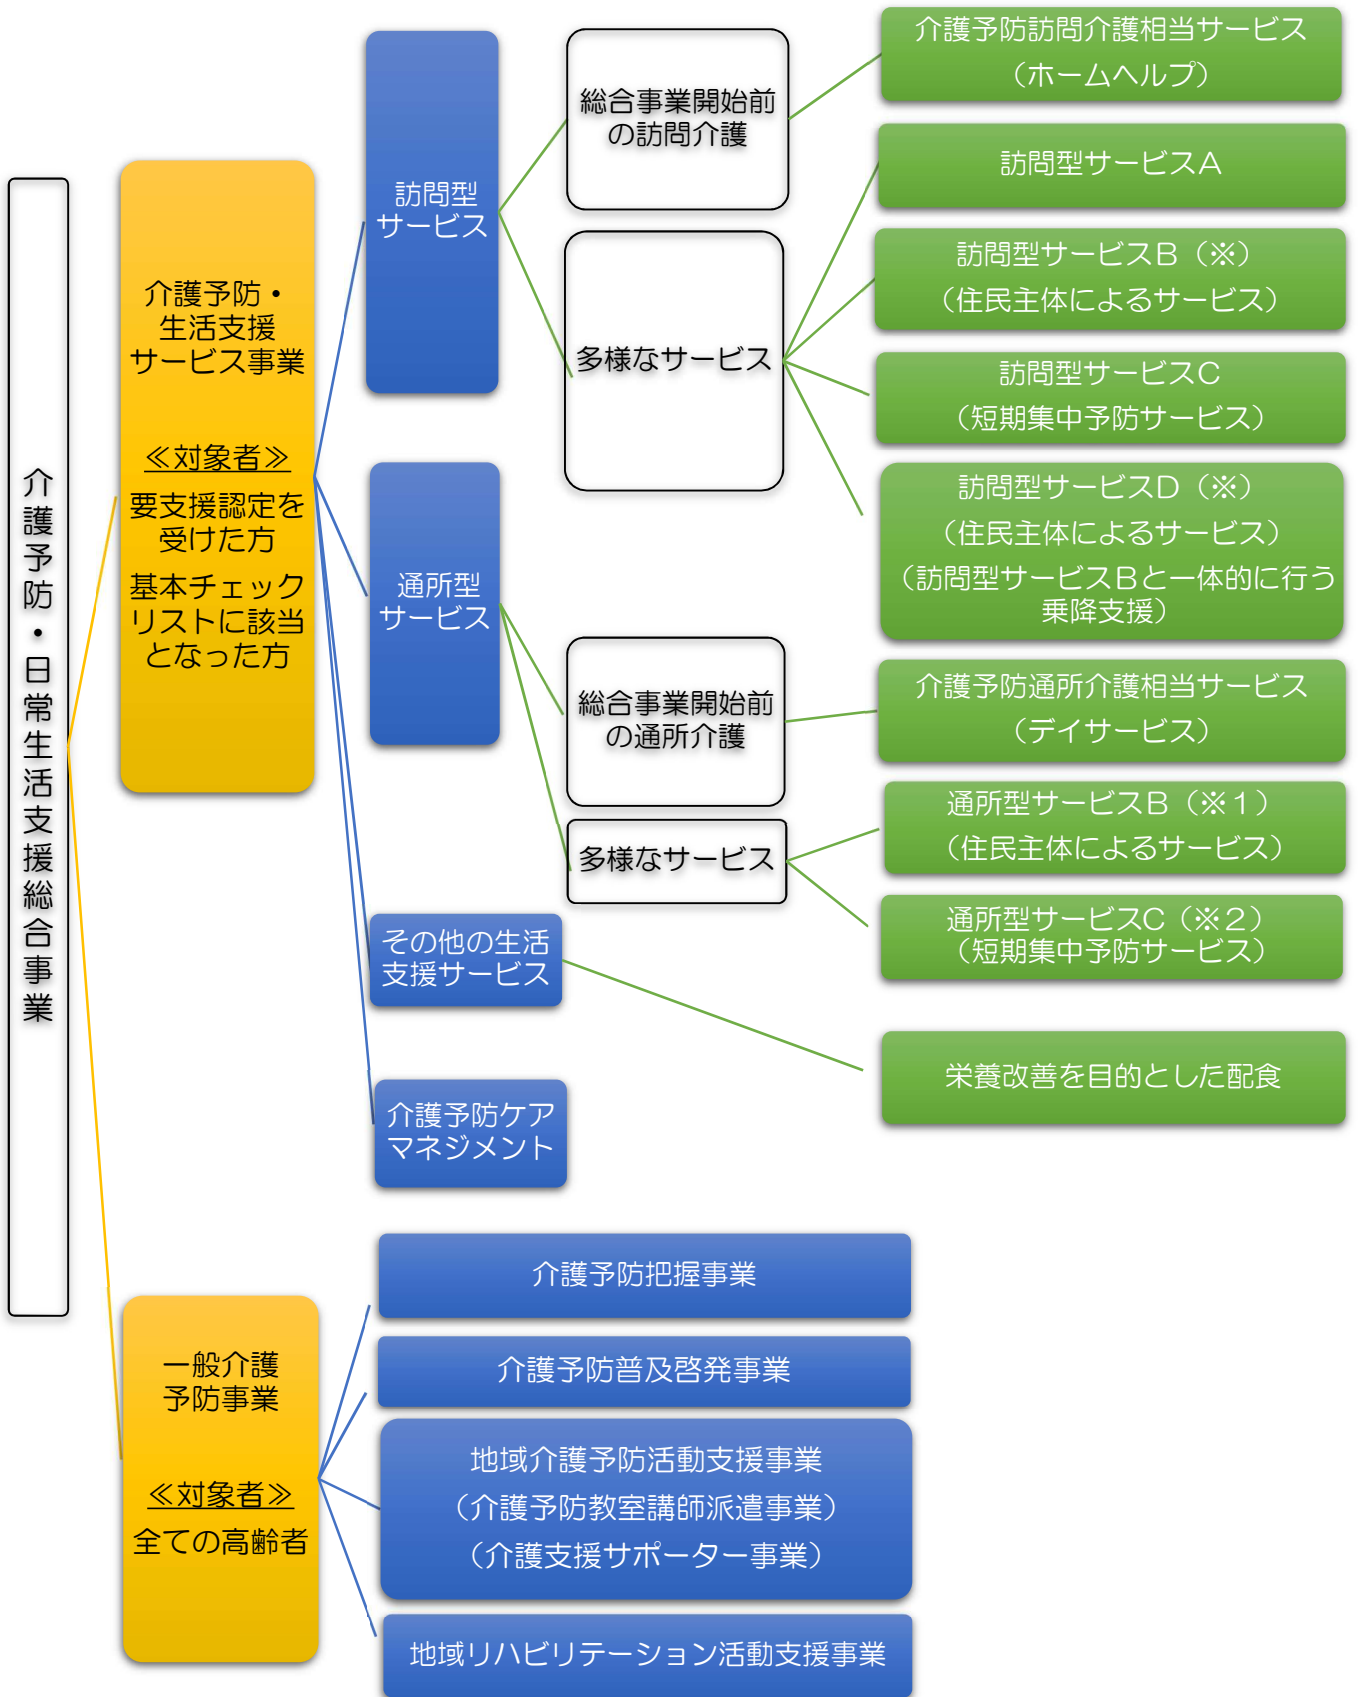 介護予防・日常生活支援総合事業
介護予防・
生活支援
サービス事業
≪対象者≫
要支援認定を
受けた方
基本チェック
リストに該当
となった方
訪問型
サービス
総合事業開始前
の訪問介護
介護予防訪問介護相当サービス
（ホームヘルプ）
多様なサービス
訪問型サービスA
訪問型サービスB（※）
（住民主体によるサービス）
訪問型サービスC
（短期集中予防サービス）
訪問型サービスD（※）
（住民主体によるサービス）
（訪問型サービスBと一体的に行う
乗降支援）
通所型
サービス
総合事業開始前
の通所介護
介護予防通所介護相当サービス
（デイサービス）
多様なサービス
通所型サービスB（※１）
（住民主体によるサービス）
通所型サービスC（※２）
（短期集中予防サービス）
その他の生活
支援サービス
栄養改善を目的とした配食
介護予防ケア
マネジメント
一般介護
予防事業
≪対象者≫
全ての高齢者
介護予防把握事業
介護予防普及啓発事業
地域介護予防活動支援事業
（介護予防教室講師派遣事業）
（介護支援サポーター事業）
地域リハビリテーション活動支援事業